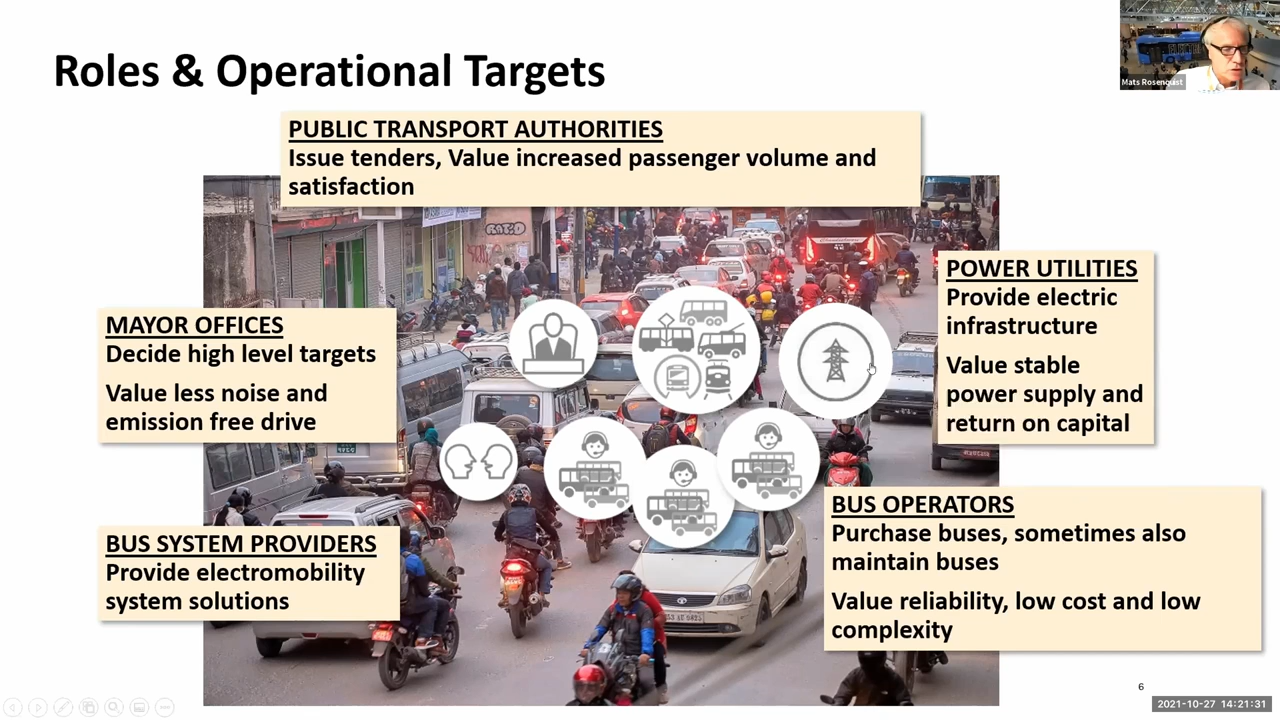 Roles & Operational Targets
Mats Rosenquist
PUBLIC TRANSPORT AUTHORITIES
Issue tenders, Value increased passenger volume and
satisfaction
MAYOR OFFICES
Decide high level targets
Value less noise and
emission free drive
POWER UTILITIES
Provide electric
infrastructure
Value stable
power supply and
return on capital
BUS SYSTEM PROVIDERS
Provide electromobility
system solutions
BUS OPERATORS
Purchase buses, sometimes also
maintain buses
Value reliability, low cost and low
complexity
6
2021-10-27 14:21:31